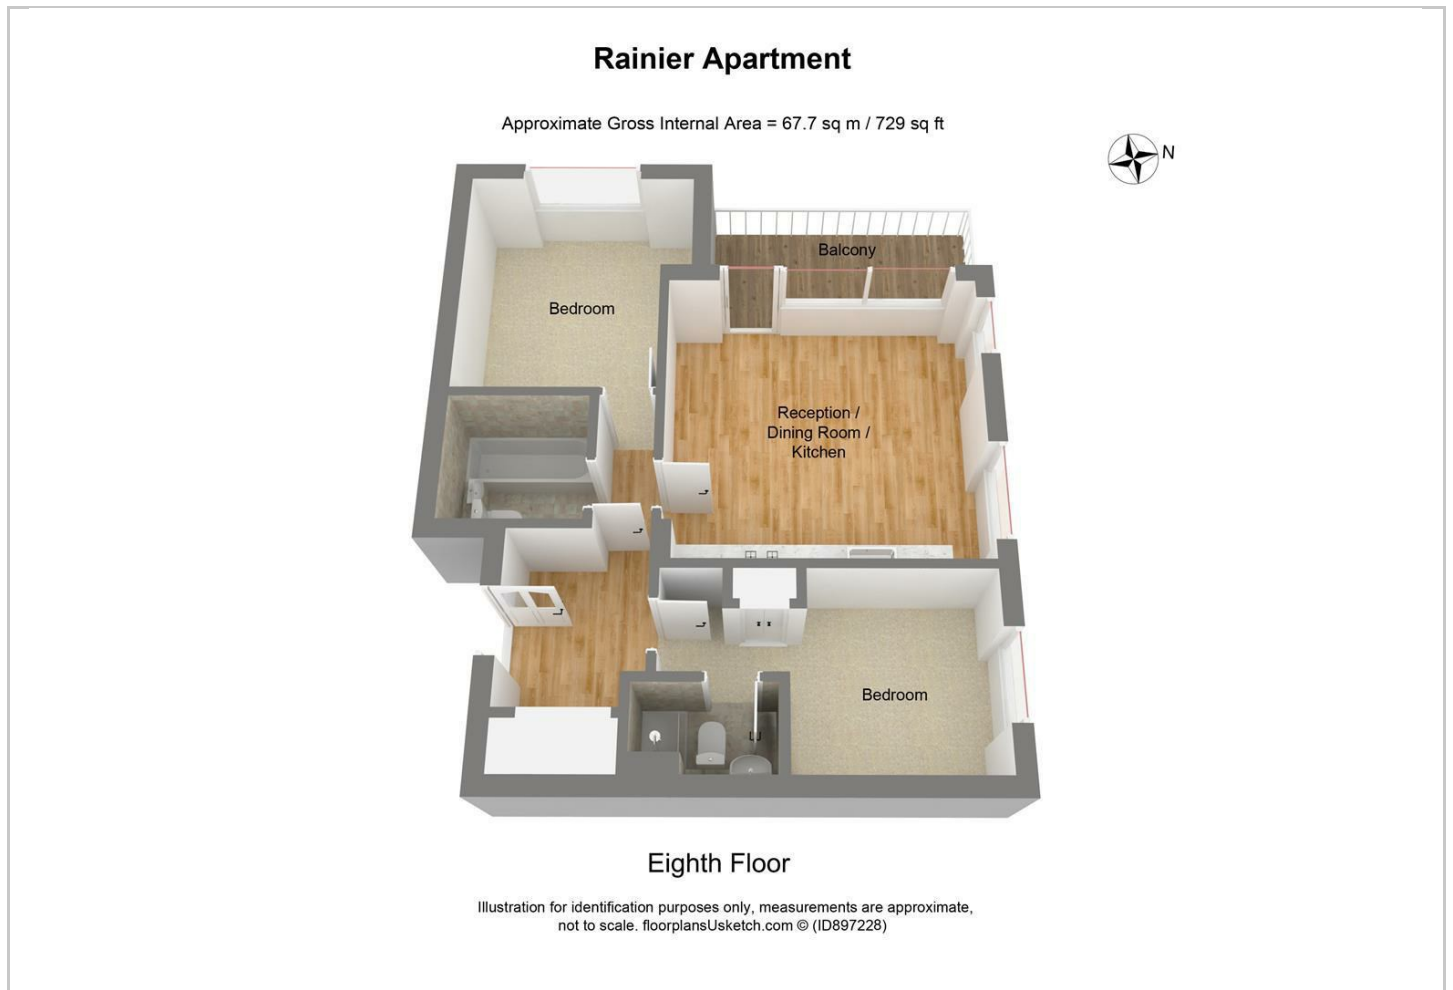 Rainier Apartment
Approximate Gross Internal Area = 67.7 sq m / 729 sq ft
N
Balcony
Bedroom
Reception /
Dining Room /
Kitchen
Bedroom
Eighth Floor
Illustration for identification purposes only, measurements are approximate,
not to scale. floorplansUsketch.com © (ID897228)